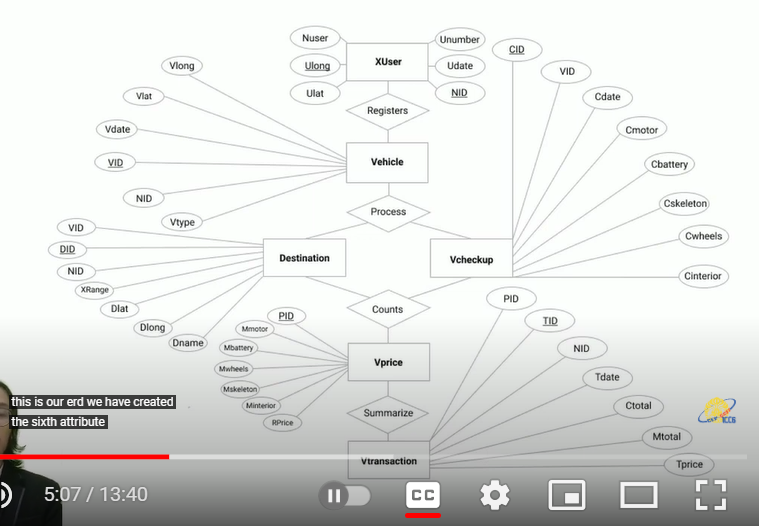 Nuser
Unumber
CID
XUser
Vlong
Ulong
Udate
VID
Ulat
NID
Vlat
Cdate
Registers
Vdate
Cmotor
VID
Vehicle
Cbattery
NID
Cskeleton
Vtype
Process
VID
Cwheels
DID
Destination
Vcheckup
NID
Cinterior
XRange
PID
Dlat
Counts
PID
TID
Dlong
Mmotor
Dname
Mbattery
NID
Vprice
Mwheels
Tdate
Mskeleton
this is our erd we have created
Minterior
Ctotal
Summarize
the sixth attribute
RPrice
Mtotal
Vtransaction
Tprice
5:07 / 13:40
CC